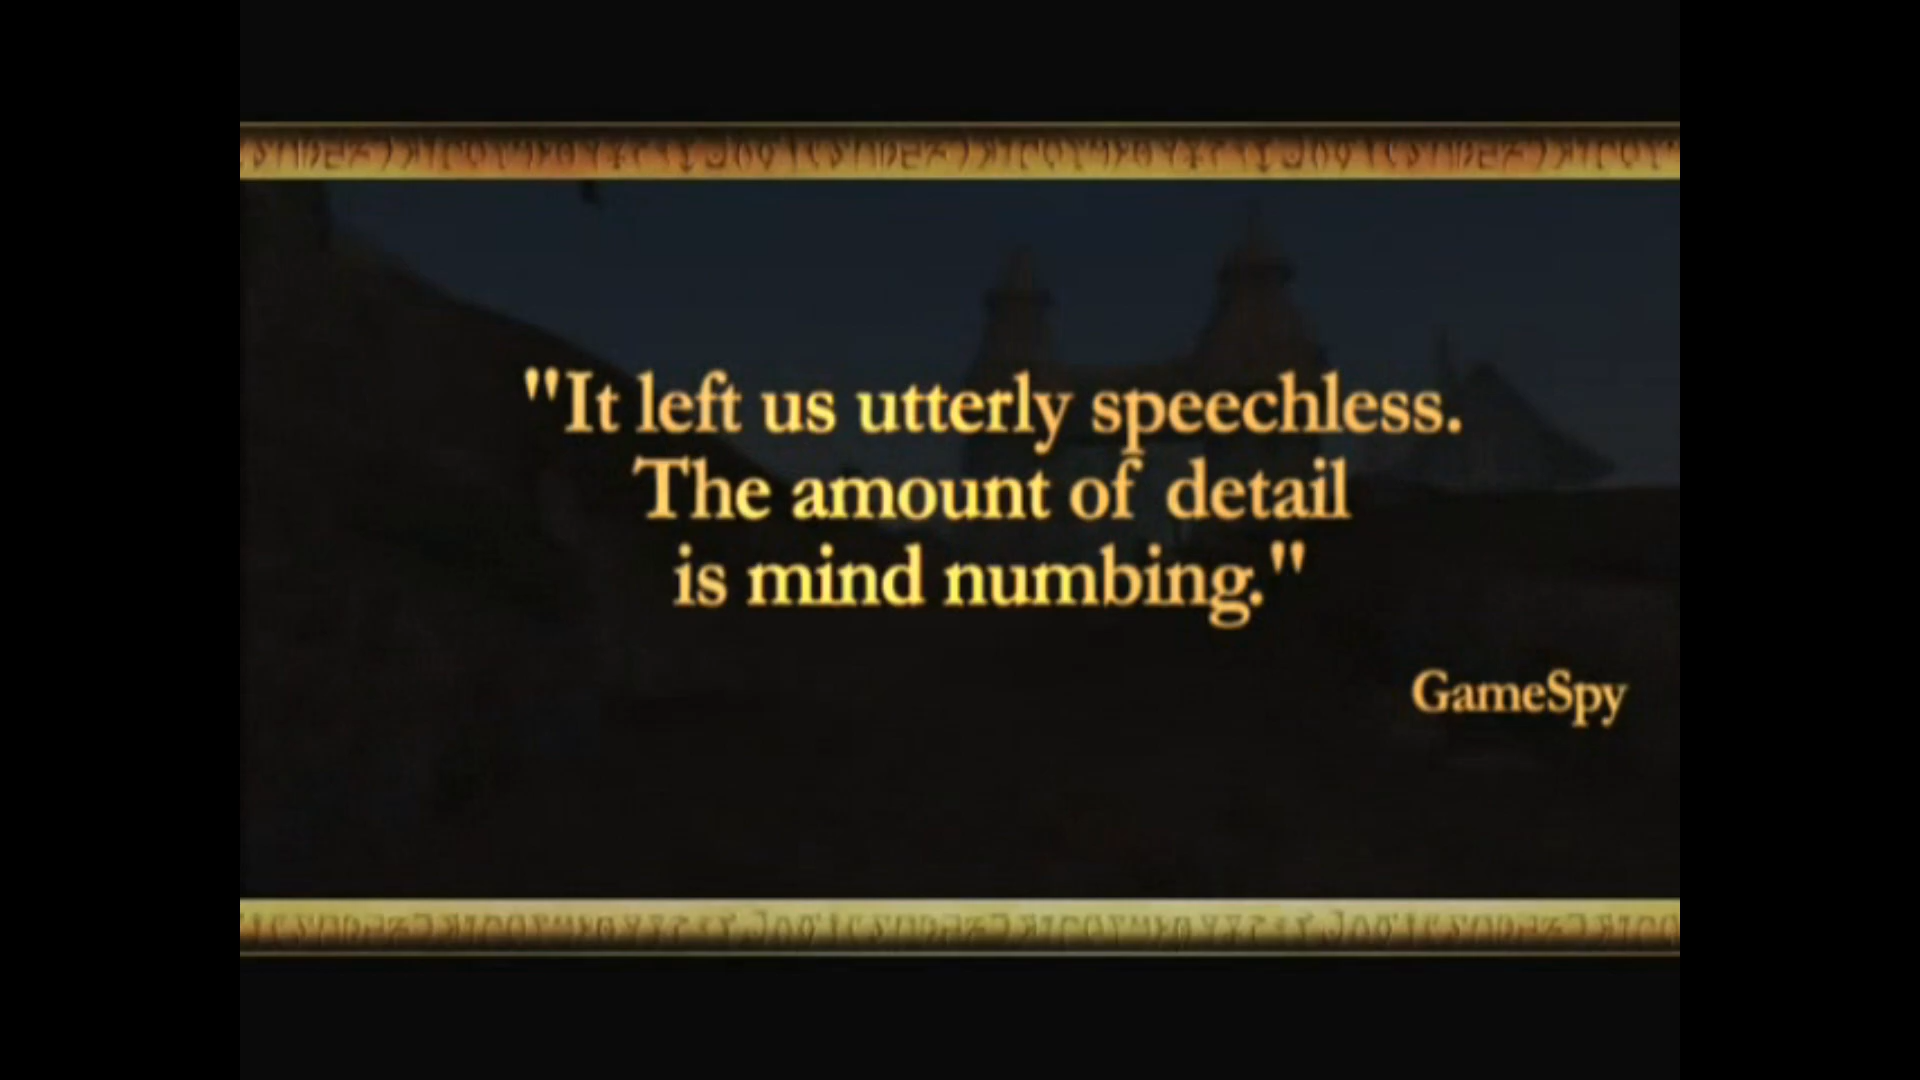 "It left us utterly speechless.
The amount of detail
is mind numbing."
GameSpy